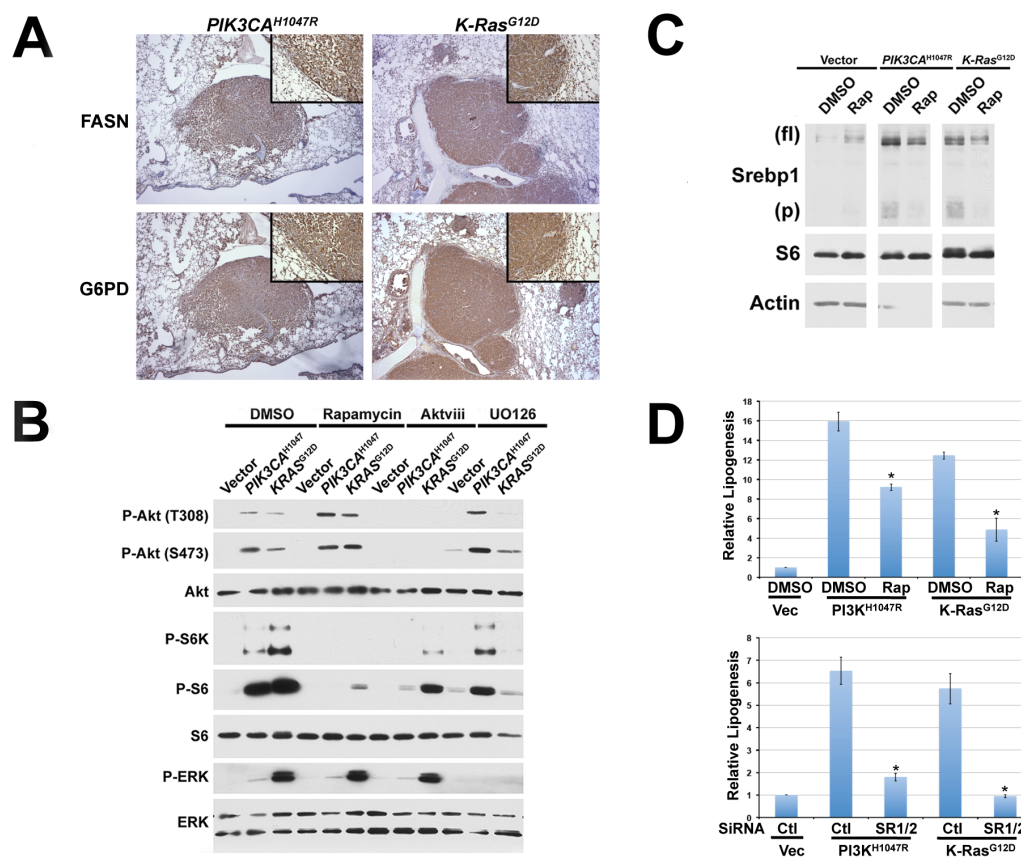 A
PIK3CA^H1047R K-Ras^G12D
FASN
G6PD
B
DMSO Rapamycin Aktviii UO126
Vector PIK3CA^H1047 KRAS^G12D Vector PIK3CA^H1047 KRAS^G12D Vector PIK3CA^H1047 KRAS^G12D Vector PIK3CA^H1047 KRAS^G12D
P-Akt (T308)
P-Akt (S473)
Akt
P-S6K
P-S6
S6
P-ERK
ERK
C
Vector PIK3CA^H1047R K-Ras^G12D
DMSO Rap DMSO Rap DMSO Rap
(fl)
Srebp1
(p)
S6
Actin
D
Relative Lipogenesis
18
16
14
12
10
8
6
4
2
0
* *
DMSO DMSO Rap DMSO Rap
Vec PI3K^H1047R K-Ras^G12D
Relative Lipogenesis
8
7
6
5
4
3
2
1
0
* *
SiRNA Ctl Ctl SR1/2 Ctl SR1/2
Vec PI3K^H1047R K-Ras^G12D